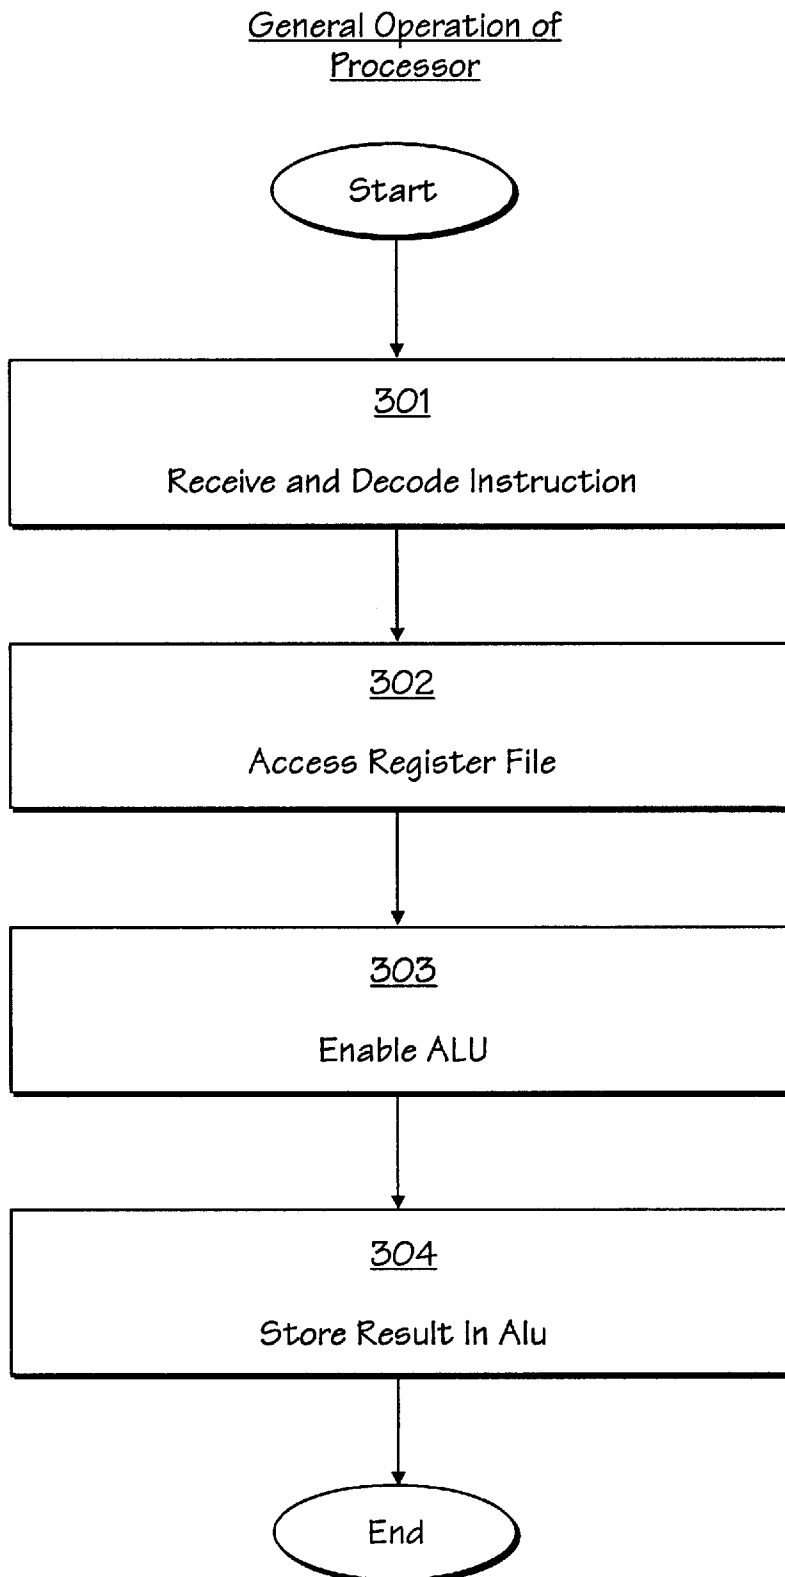 General Operation of
Processor
Start
301
Receive and Decode Instruction
302
Access Register File
303
Enable ALU
304
Store Result In Alu
End